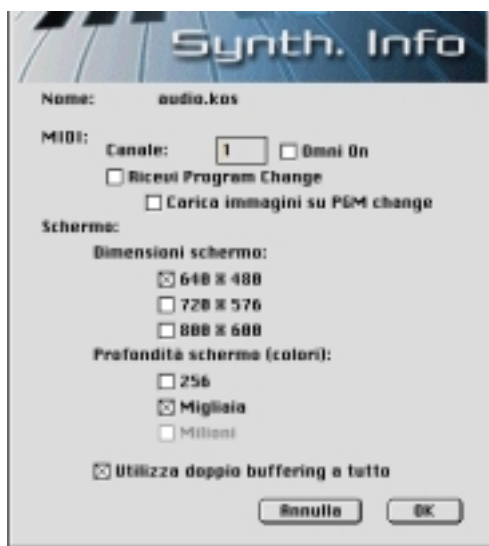 Synth. Info
Nome: audio.kos
MIDI:
Canale: 1 Omni On
Ricevi Program Change
Carica immagini su PGM change
Schermo:
Dimensioni schermo:
640 X 480
720 X 576
800 X 600
Profondità schermo (colori):
256
Migliaia
Milioni
Utilizza doppio buffering a tutto
Annulla OK